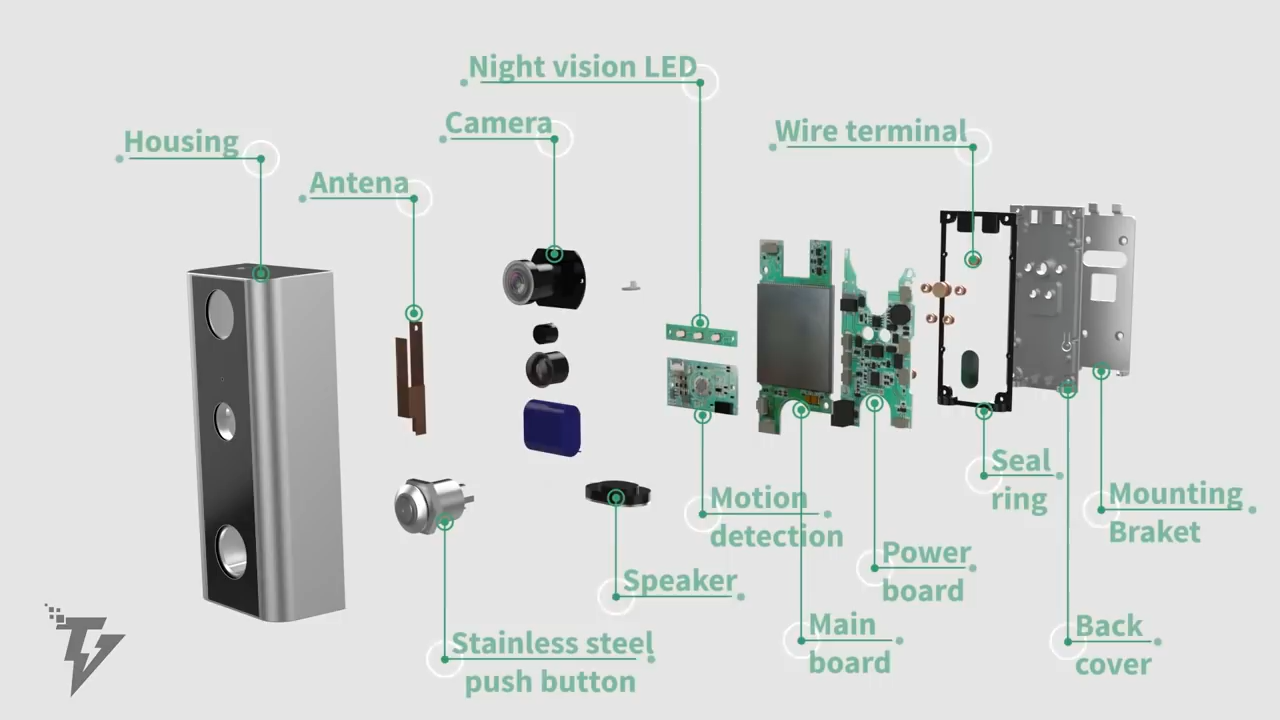 Night vision LED
Camera
Wire terminal
Housing
Antena
Seal
ring
Motion
detection
Mounting
Braket
Power
board
Speaker
Main
board
Back
cover
Stainless steel
push button